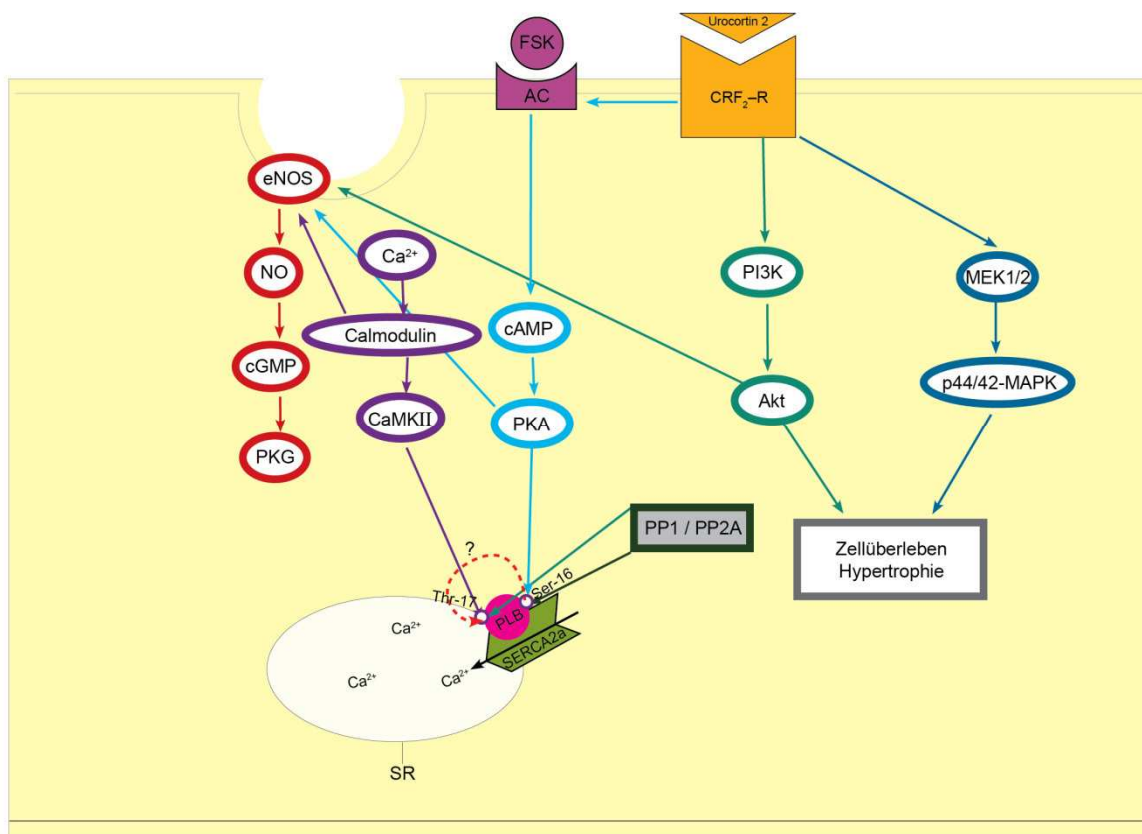 Urocortin 2
FSK
AC
CRF₂–R
eNOS
NO
cGMP
PKG
Ca²⁺
Calmodulin
CaMKII
cAMP
PKA
PI3K
Akt
MEK1/2
p44/42-MAPK
PP1 / PP2A
Zellüberleben
Hypertrophie
?
Thr-17
Ser-16
PLB
SERCA2a
Ca²⁺
Ca²⁺
Ca²⁺
SR